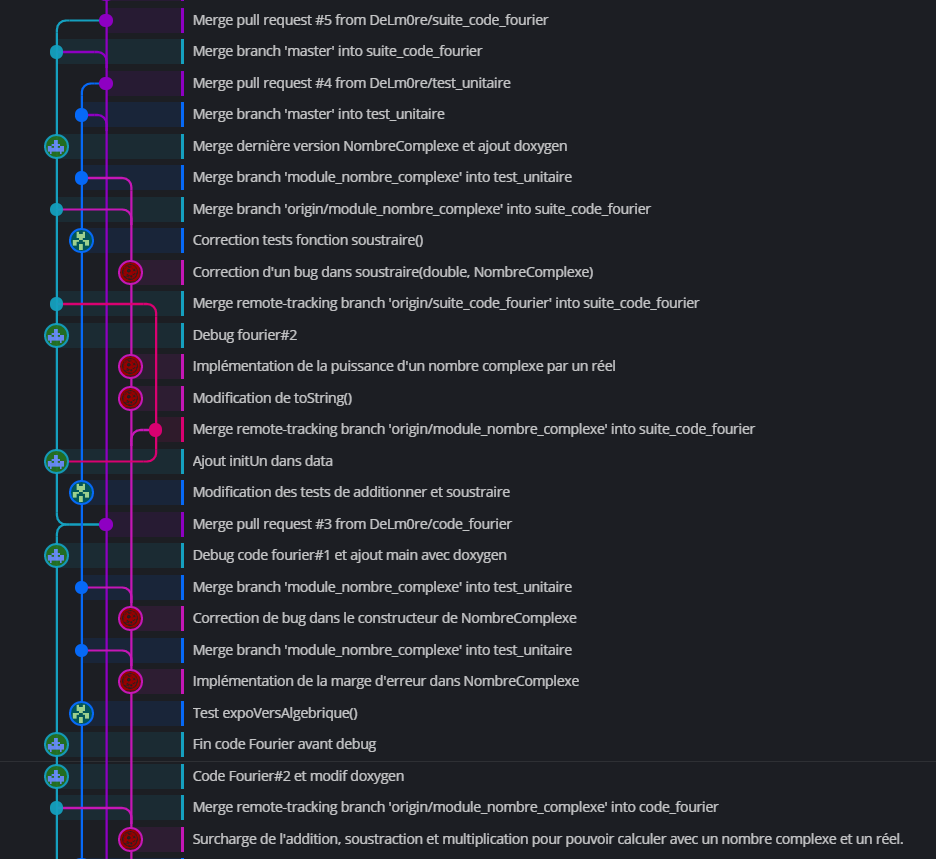 Merge pull request #5 from DeLm0re/suite_code_fourier
Merge branch 'master' into suite_code_fourier
Merge pull request #4 from DeLm0re/test_unitaire
Merge branch 'master' into test_unitaire
Merge dernière version NombreComplexe et ajout doxygen
Merge branch 'module_nombre_complexe' into test_unitaire
Merge branch 'origin/module_nombre_complexe' into suite_code_fourier
Correction tests fonction soustraire()
Correction d'un bug dans soustraire(double, NombreComplexe)
Merge remote-tracking branch 'origin/suite_code_fourier' into suite_code_fourier
Debug fourier#2
Implémentation de la puissance d'un nombre complexe par un réel
Modification de toString()
Merge remote-tracking branch 'origin/module_nombre_complexe' into suite_code_fourier
Ajout initUn dans data
Modification des tests de additionner et soustraire
Merge pull request #3 from DeLm0re/code_fourier
Debug code fourier#1 et ajout main avec doxygen
Merge branch 'module_nombre_complexe' into test_unitaire
Correction de bug dans le constructeur de NombreComplexe
Merge branch 'module_nombre_complexe' into test_unitaire
Implémentation de la marge d'erreur dans NombreComplexe
Test expoVersAlgebrique()
Fin code Fourier avant debug
Code Fourier#2 et modif doxygen
Merge remote-tracking branch 'origin/module_nombre_complexe' into code_fourier
Surcharge de l'addition, soustraction et multiplication pour pouvoir calculer avec un nombre complexe et un réel.